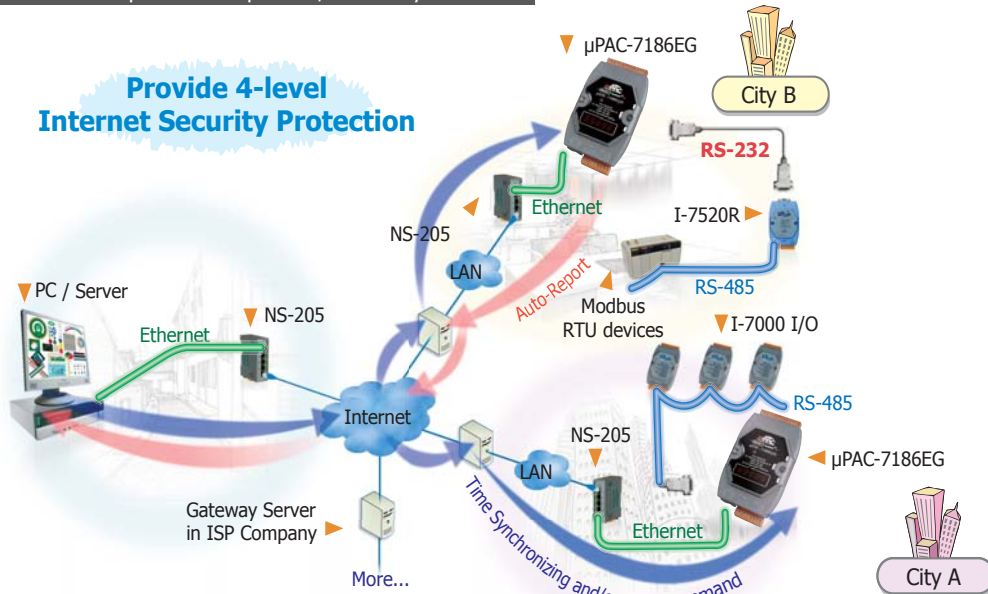 Provide 4-level
Internet Security Protection
µPAC-7186EG
City B
RS-232
Ethernet
I-7520R
NS-205
LAN
Auto-Report
RS-485
Modbus
RTU devices
PC / Server
NS-205
Ethernet
I-7000 I/O
Internet
RS-485
NS-205
µPAC-7186EG
LAN
Gateway Server
in ISP Company
Ethernet
Time Synchronizing and/
More...
City A